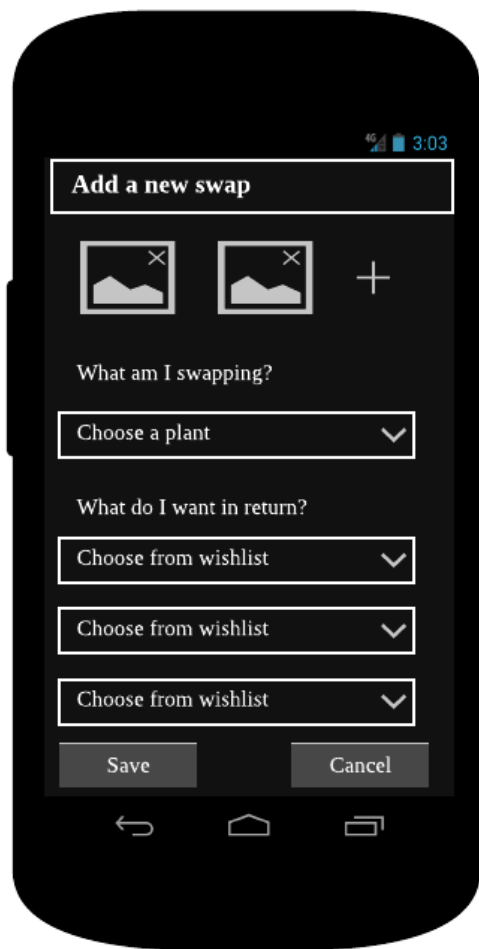 4G 3:03
Add a new swap
What am I swapping?
Choose a plant
What do I want in return?
Choose from wishlist
Choose from wishlist
Choose from wishlist
Save Cancel